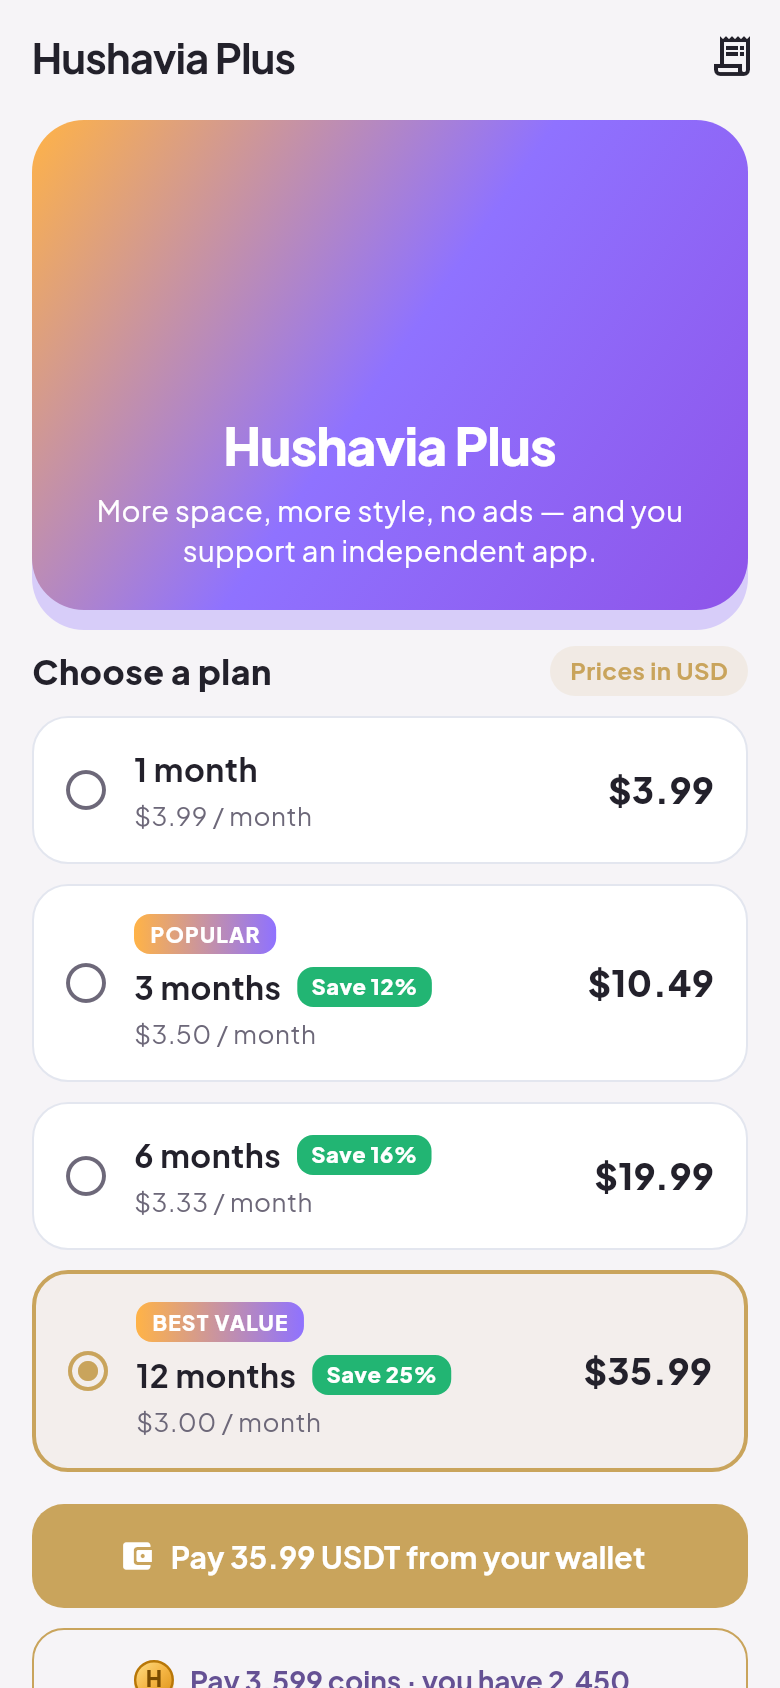 Hushavia Plus
Hushavia Plus
More space, more style, no ads — and you
support an independent app.
Choose a plan
Prices in USD
1 month
$3.99 / month
$3.99
POPULAR
3 months
Save 12%
$3.50 / month
$10.49
6 months
Save 16%
$3.33 / month
$19.99
BEST VALUE
12 months
Save 25%
$3.00 / month
$35.99
Pay 35.99 USDT from your wallet
H
Pay 3,599 coins · you have 2,450